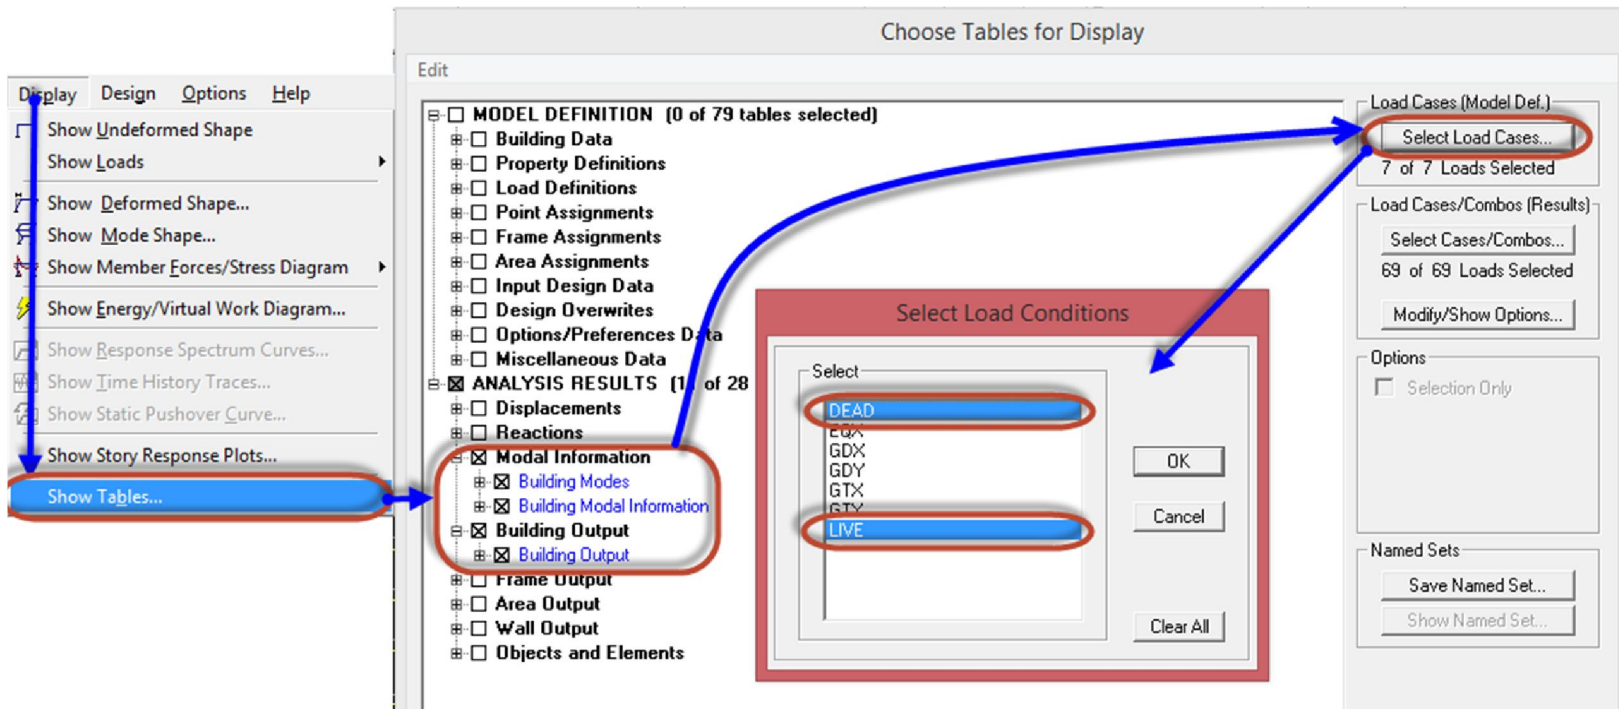 Choose Tables for Display
Edit
Display Design Options Help
Show Undeformed Shape
Show Loads
Show Deformed Shape...
Show Mode Shape...
Show Member Forces/Stress Diagram
Show Energy/Virtual Work Diagram...
Show Response Spectrum Curves...
Show Time History Traces...
Show Static Pushover Curve...
Show Story Response Plots...
Show Tables...
MODEL DEFINITION (0 of 79 tables selected)
Building Data
Property Definitions
Load Definitions
Point Assignments
Frame Assignments
Area Assignments
Input Design Data
Design Overwrites
Options/Preferences Data
Miscellaneous Data
ANALYSIS RESULTS of 28
Displacements
Reactions
Modal Information
Building Modes
Building Modal Information
Building Output
Building Output
Frame Output
Area Output
Wall Output
Objects and Elements
Select Load Conditions
Select
DEAD
EQX
GDX
GDY
GTX
GTY
LIVE
OK
Cancel
Clear All
Load Cases (Model Def.)
Select Load Cases...
7 of 7 Loads Selected
Load Cases/Combos (Results)
Select Cases/Combos...
69 of 69 Loads Selected
Modify/Show Options...
Options
Selection Only
Named Sets
Save Named Set...
Show Named Set...